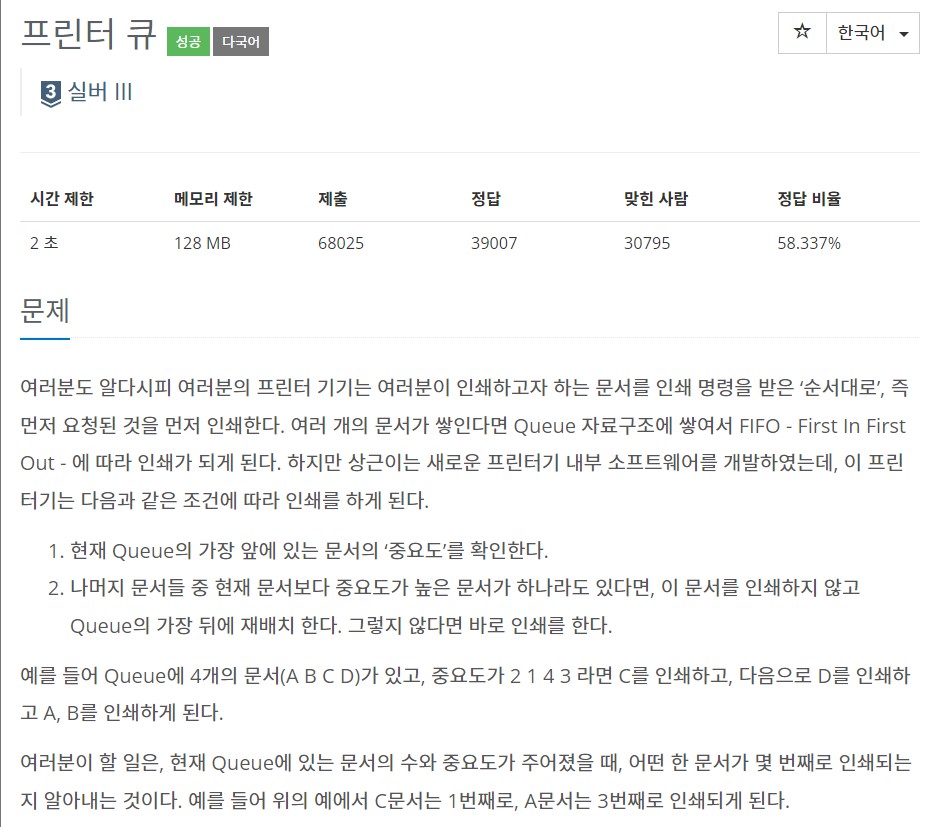 프린터 큐 성공 다국어
☆ 한국어
3 실버 III
시간 제한 메모리 제한 제출 정답 맞힌 사람 정답 비율
2 초 128 MB 68025 39007 30795 58.337%
문제
여러분도 알다시피 여러분의 프린터 기기는 여러분이 인쇄하고자 하는 문서를 인쇄 명령을 받은 ‘순서대로’, 즉
먼저 요청된 것을 먼저 인쇄한다. 여러 개의 문서가 쌓인다면 Queue 자료구조에 쌓여서 FIFO - First In First
Out - 에 따라 인쇄가 되게 된다. 하지만 상근이는 새로운 프린터기 내부 소프트웨어를 개발하였는데, 이 프린
터기는 다음과 같은 조건에 따라 인쇄를 하게 된다.
1. 현재 Queue의 가장 앞에 있는 문서의 ‘중요도’를 확인한다.
2. 나머지 문서들 중 현재 문서보다 중요도가 높은 문서가 하나라도 있다면, 이 문서를 인쇄하지 않고
Queue의 가장 뒤에 재배치 한다. 그렇지 않다면 바로 인쇄를 한다.
예를 들어 Queue에 4개의 문서(A B C D)가 있고, 중요도가 2 1 4 3 라면 C를 인쇄하고, 다음으로 D를 인쇄하
고 A, B를 인쇄하게 된다.
여러분이 할 일은, 현재 Queue에 있는 문서의 수와 중요도가 주어졌을 때, 어떤 한 문서가 몇 번째로 인쇄되는
지 알아내는 것이다. 예를 들어 위의 예에서 C문서는 1번째로, A문서는 3번째로 인쇄되게 된다.